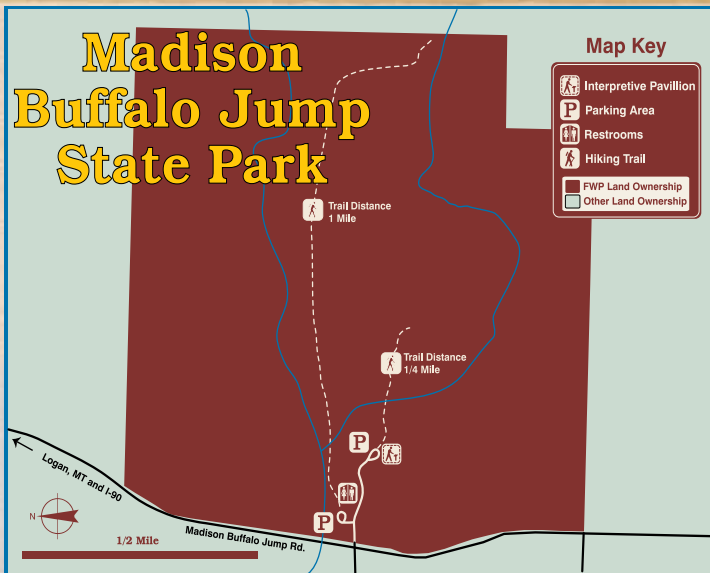 Madison
Buffalo Jump
State Park
Map Key
Interpretive Pavillion
P
Parking Area
Restrooms
Hiking Trail
FWP Land Ownership
Other Land Ownership
Trail Distance
1 Mile
Trail Distance
1/4 Mile
P
P
Logan, MT and I-90
N
1/2 Mile
Madison Buffalo Jump Rd.